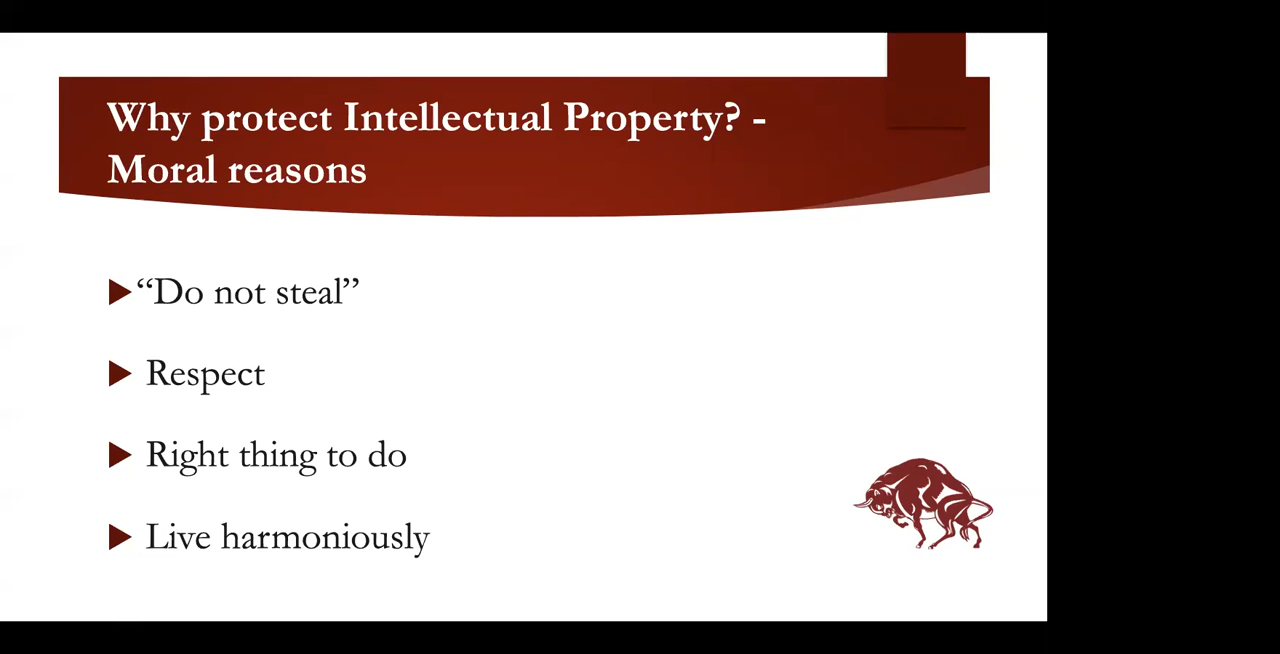 Why protect Intellectual Property? -
Moral reasons
“Do not steal”
Respect
Right thing to do
Live harmoniously